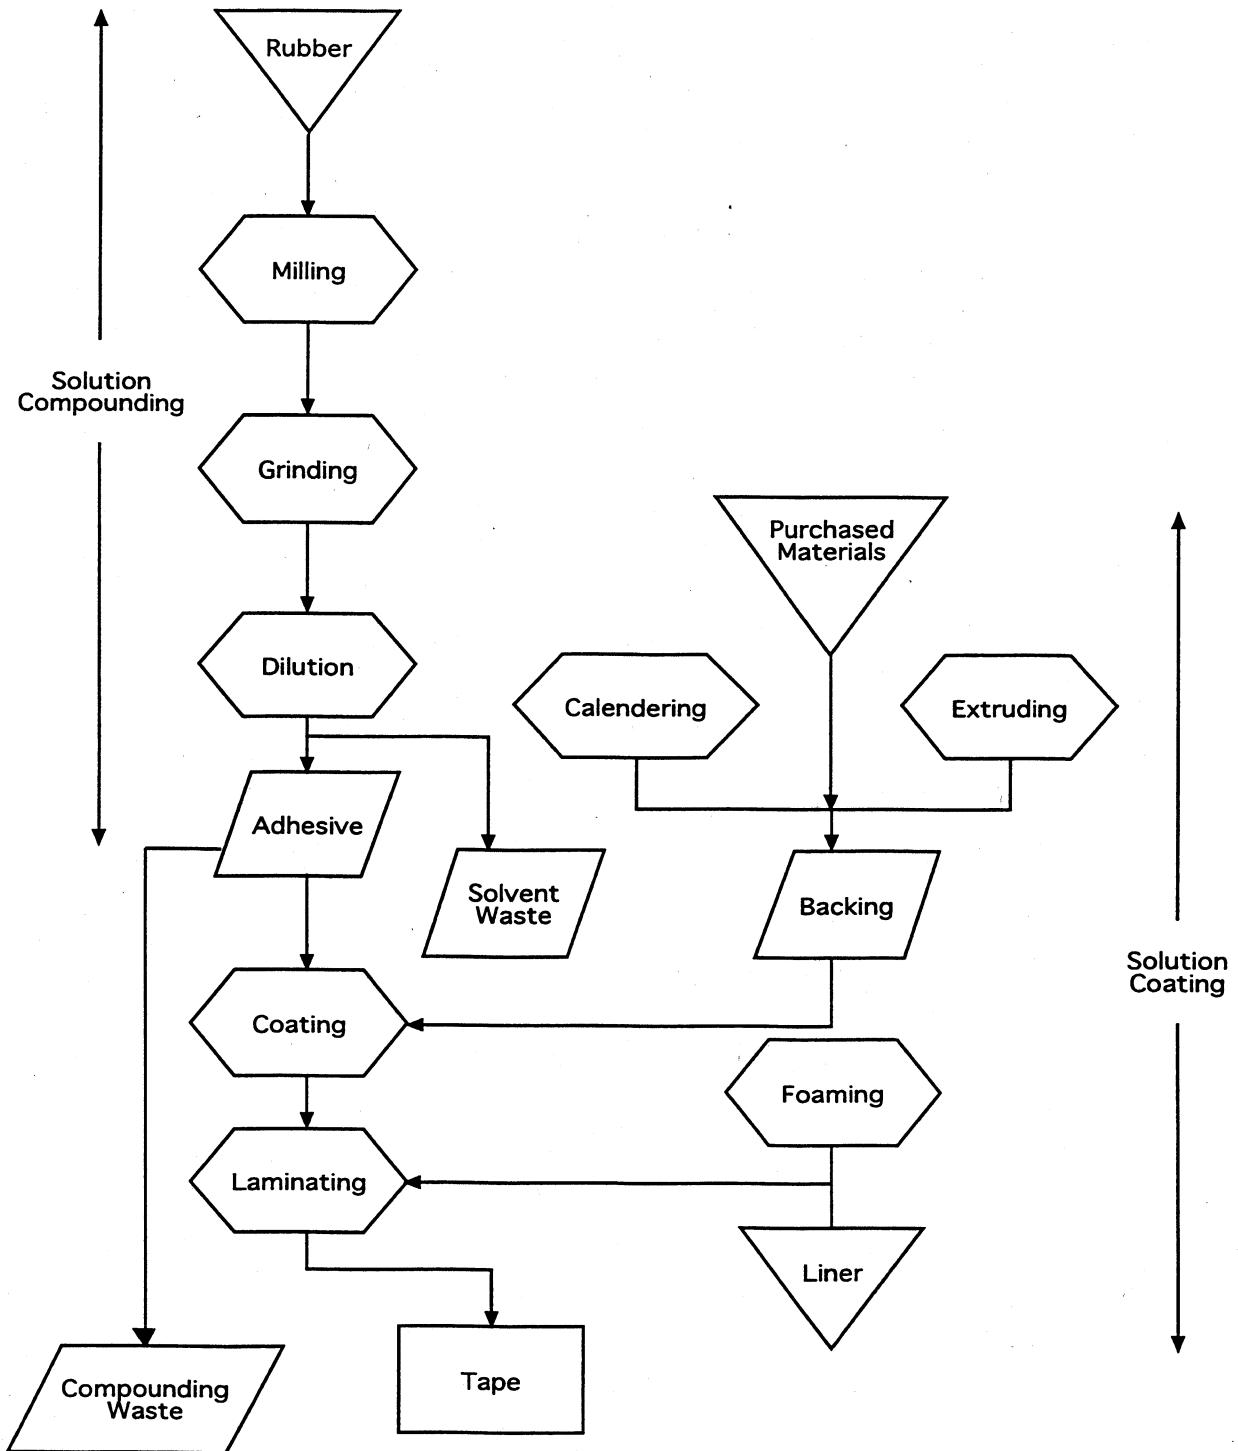 Rubber
Milling
Solution
Compounding
Grinding
Purchased
Materials
Dilution
Calendering
Extruding
Adhesive
Solvent
Waste
Backing
Solution
Coating
Coating
Foaming
Laminating
Liner
Compounding
Waste
Tape